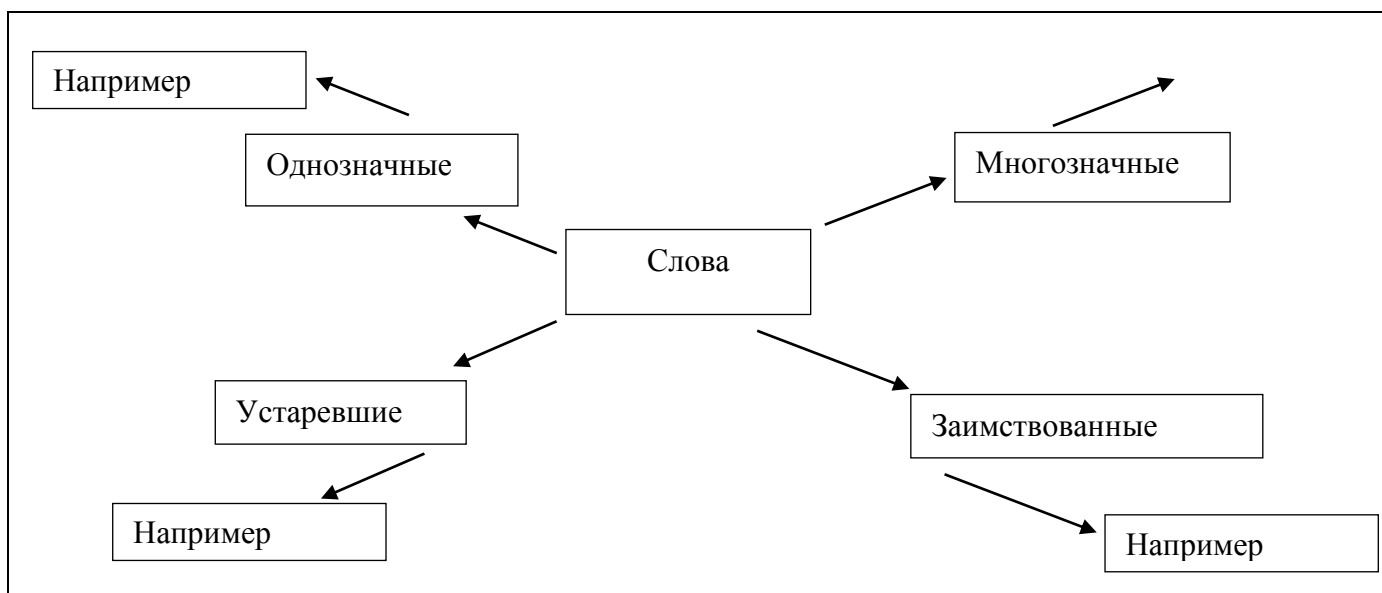 Например
Однозначные
Многозначные
Слова
Устаревшие
Заимствованные
Например
Например